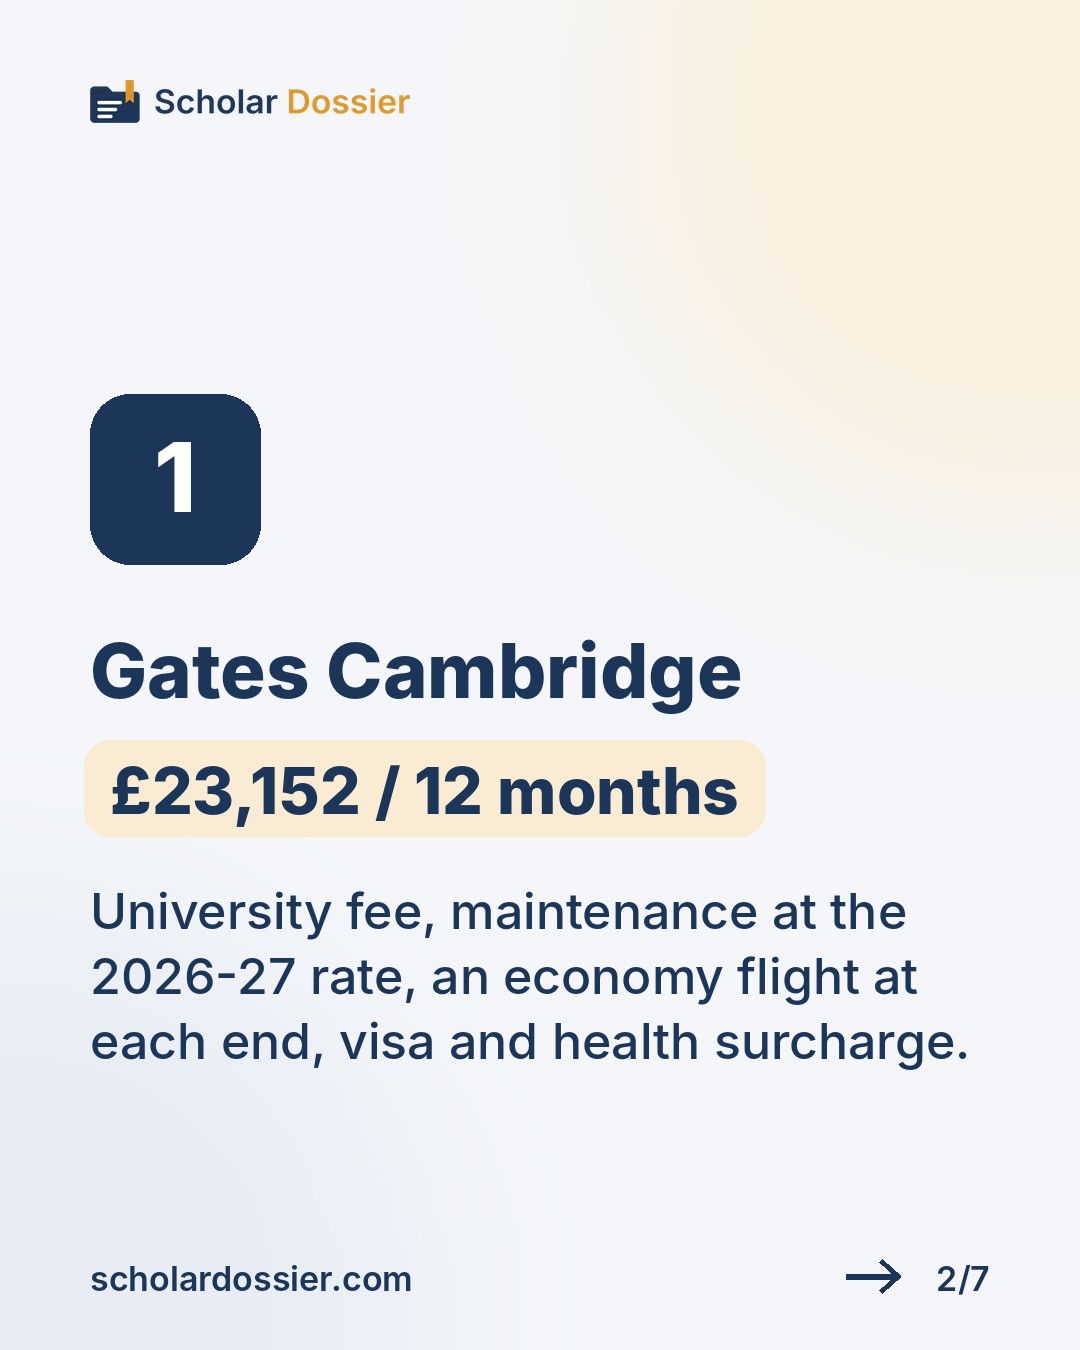 Scholar Dossier
1
Gates Cambridge
£23,152 / 12 months
University fee, maintenance at the
2026-27 rate, an economy flight at
each end, visa and health surcharge.
scholardossier.com
→ 2/7